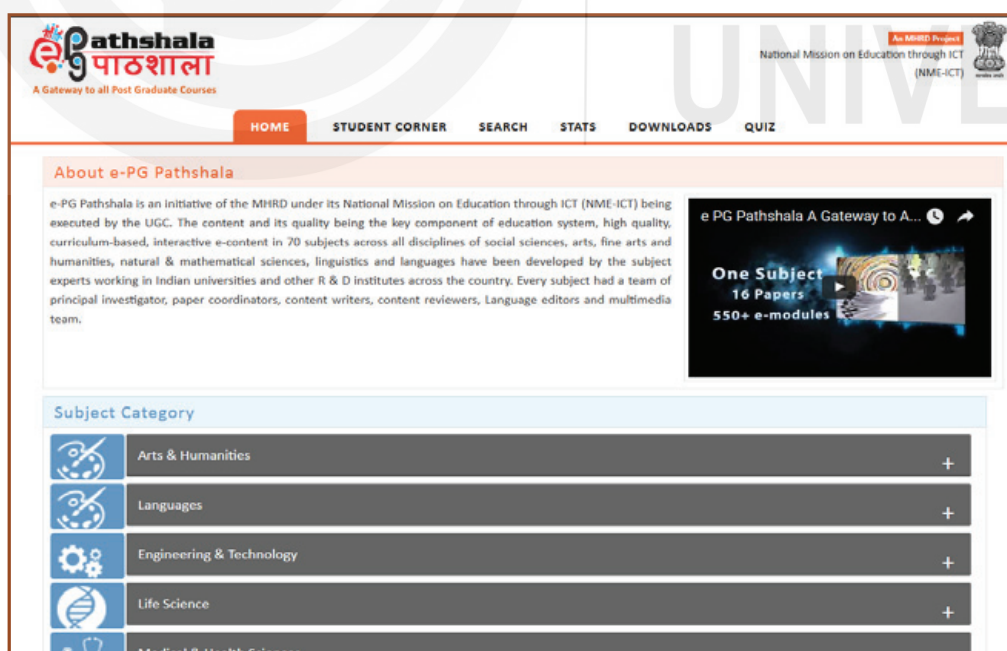 UNIVE
ePG Pathshala
पाठशाला
A Gateway to all Post Graduate Courses
An MHRD Project
National Mission on Education through ICT
(NME-ICT)
HOME STUDENT CORNER SEARCH STATS DOWNLOADS QUIZ
About e-PG Pathshala
e-PG Pathshala is an initiative of the MHRD under its National Mission on Education through ICT (NME-ICT) being
executed by the UGC. The content and its quality being the key component of education system, high quality,
curriculum-based, interactive e-content in 70 subjects across all disciplines of social sciences, arts, fine arts and
humanities, natural & mathematical sciences, linguistics and languages have been developed by the subject
experts working in Indian universities and other R & D institutes across the country. Every subject had a team of
principal investigator, paper coordinators, content writers, content reviewers, Language editors and multimedia
team.
e PG Pathshala A Gateway to A...
One Subject
16 Papers
550+ e-modules
Subject Category
Arts & Humanities
Languages
Engineering & Technology
Life Science
Medical & Health Sciences